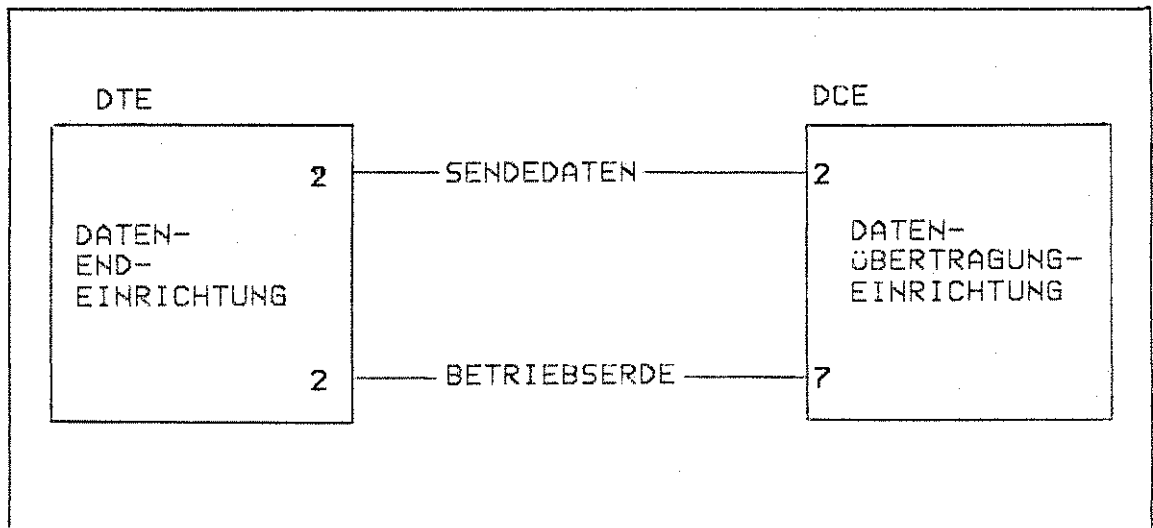 DTE
DCE
2 SENDEDATEN 2
DATEN-
END-
EINRICHTUNG
DATEN-
ÜBERTRAGUNG-
EINRICHTUNG
2 BETRIEBSERDE 7